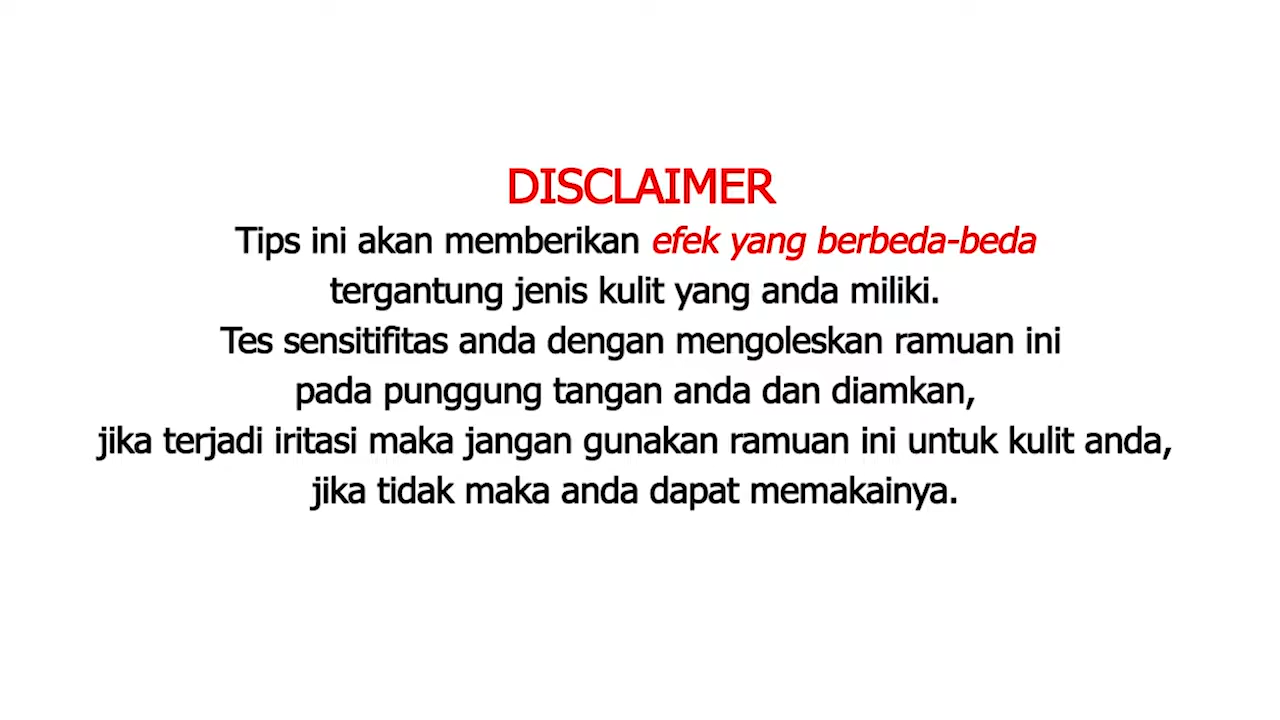 DISCLAIMER
Tips ini akan memberikan efek yang berbeda-beda
tergantung jenis kulit yang anda miliki.
Tes sensitifitas anda dengan mengoleskan ramuan ini
pada punggung tangan anda dan diamkan,
jika terjadi iritasi maka jangan gunakan ramuan ini untuk kulit anda,
jika tidak maka anda dapat memakainya.